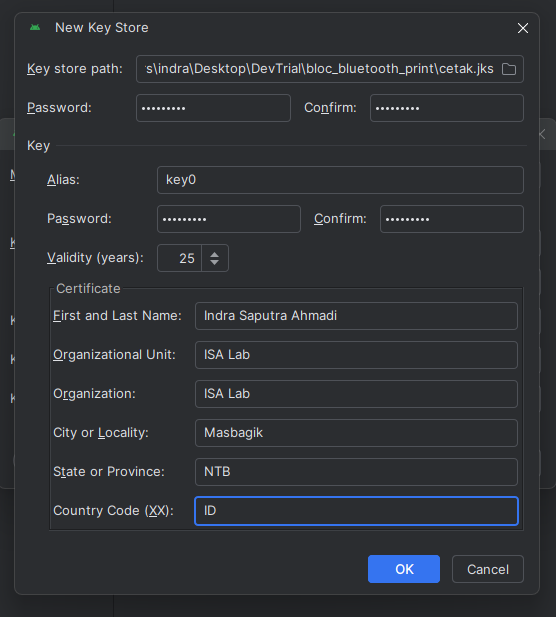 New Key Store
Key store path: s\indra\Desktop\DevTrial\bloc_bluetooth_print\cetak.jks
Password: ••••••••• Confirm: •••••••••
Key
Alias: key0
Password: ••••••••• Confirm: •••••••••
Validity (years): 25
Certificate
First and Last Name: Indra Saputra Ahmadi
Organizational Unit: ISA Lab
Organization: ISA Lab
City or Locality: Masbagik
State or Province: NTB
Country Code (XX): ID
OK Cancel